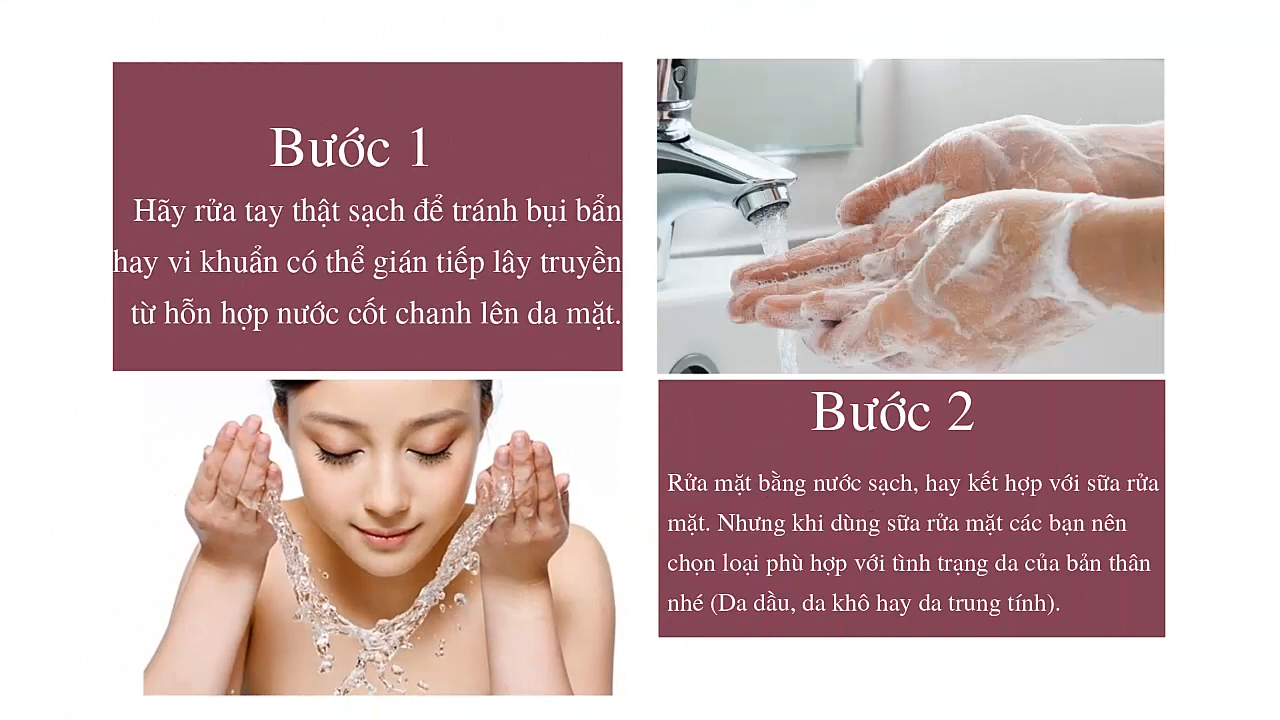 Bước 1
Hãy rửa tay thật sạch để tránh bụi bẩn
hay vi khuẩn có thể gián tiếp lây truyền
từ hỗn hợp nước cốt chanh lên da mặt.
Bước 2
Rửa mặt bằng nước sạch, hay kết hợp với sữa rửa
mặt. Nhưng khi dùng sữa rửa mặt các bạn nên
chọn loại phù hợp với tình trạng da của bản thân
nhé (Da dầu, da khô hay da trung tính).